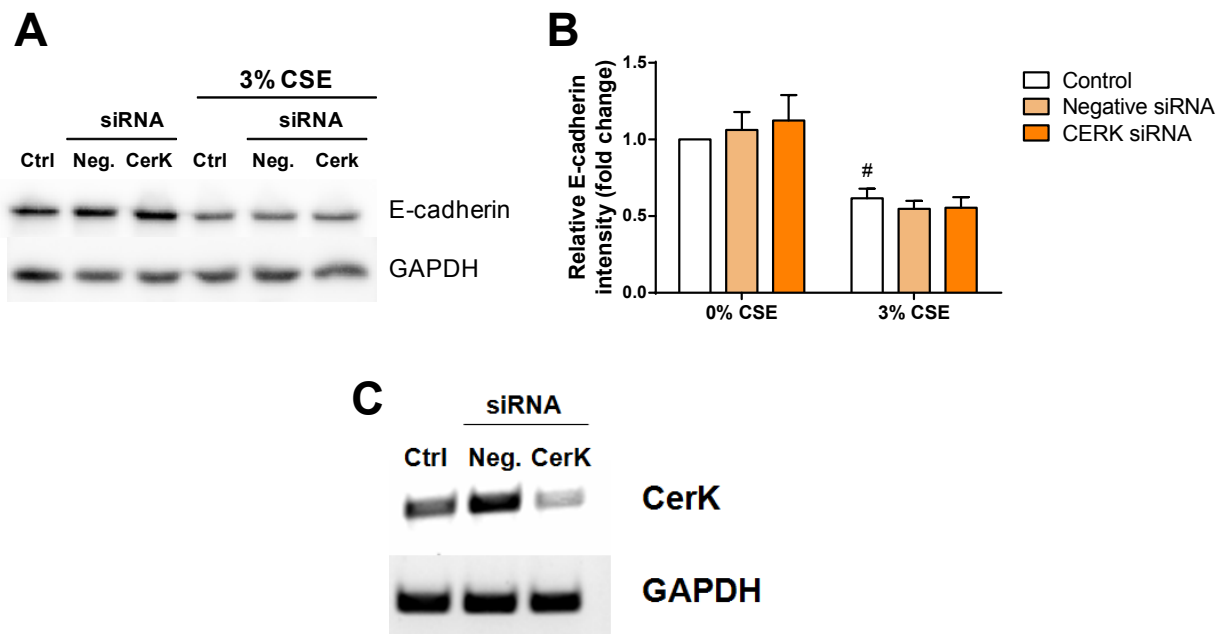 A
3% CSE
siRNA siRNA
Ctrl Neg. CerK Ctrl Neg. Cerk
E-cadherin
GAPDH
B
Relative E-cadherin
intensity (fold change)
1.5
1.0
0.5
0.0
#
0% CSE 3% CSE
Control
Negative siRNA
CERK siRNA
C
siRNA
Ctrl Neg. CerK
CerK
GAPDH